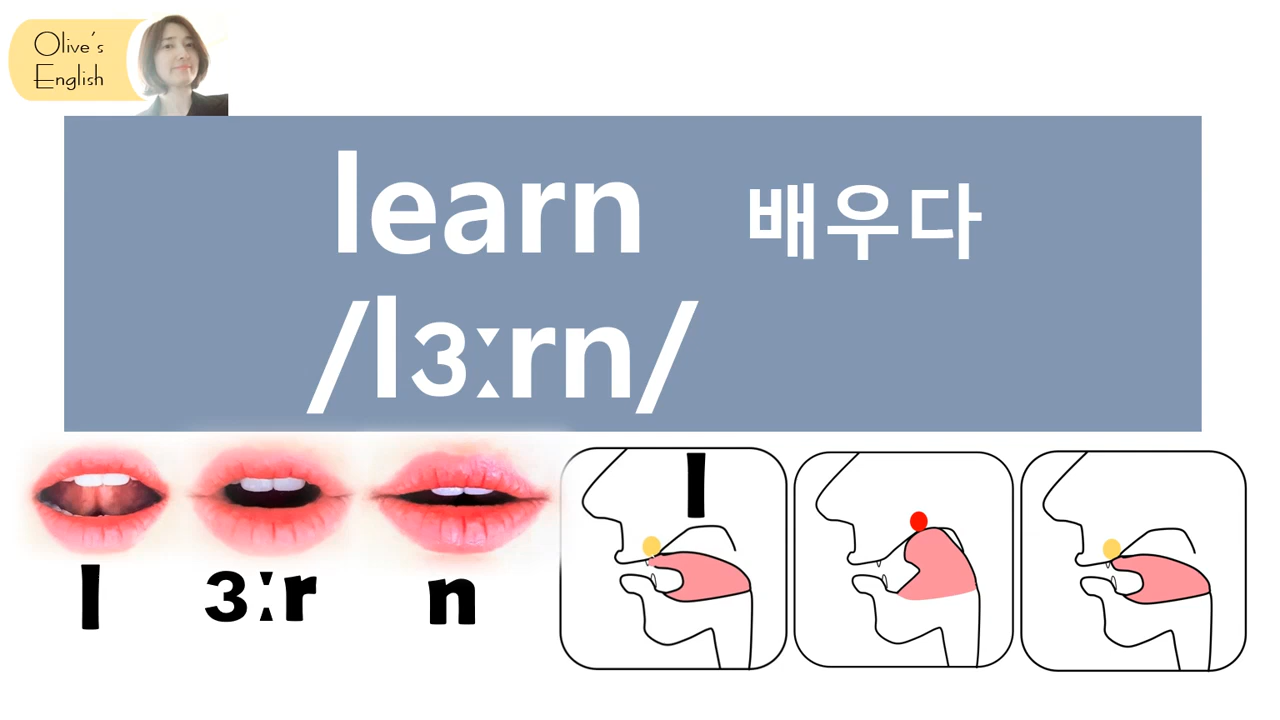 Olive's
English
learn 배우다
/lɜːrn/
l ɜːr n
l